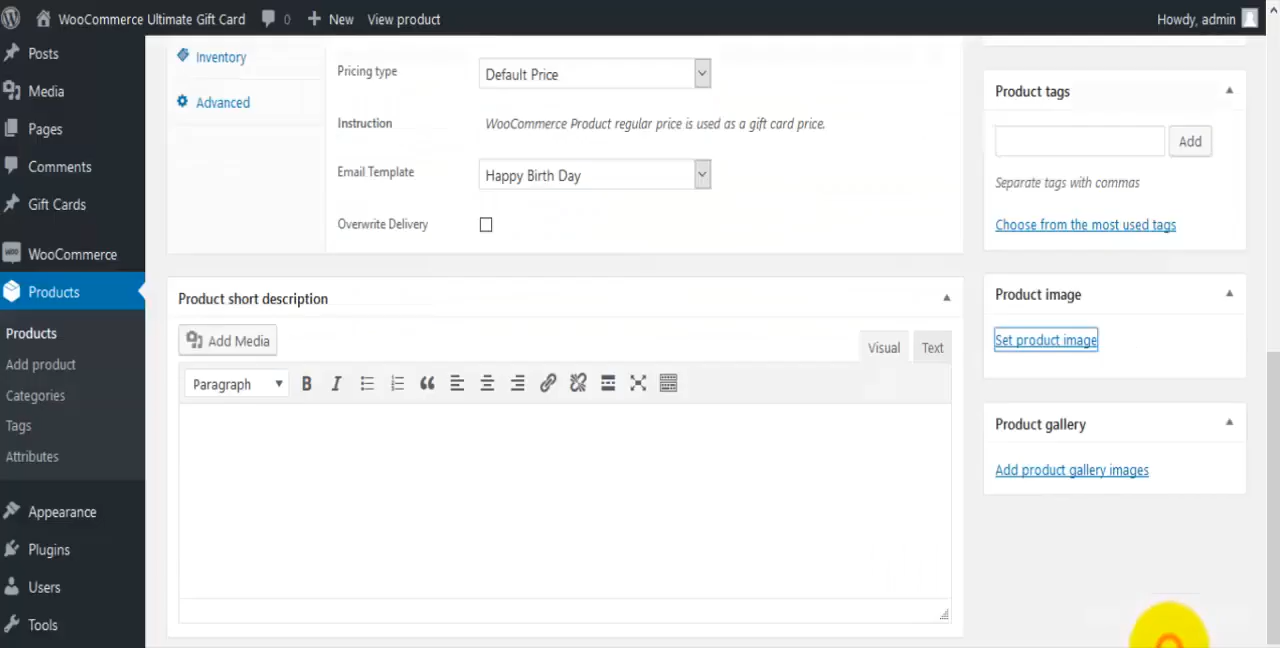 WooCommerce Ultimate Gift Card 0 New View product Howdy, admin
Posts
Media
Pages
Comments
Gift Cards
WooCommerce
Products
Products
Add product
Categories
Tags
Attributes
Appearance
Plugins
Users
Tools
Inventory
Advanced
Pricing type Default Price
Instruction WooCommerce Product regular price is used as a gift card price.
Email Template Happy Birth Day
Overwrite Delivery
Product short description
Add Media
Visual Text
Paragraph
Product tags
Add
Separate tags with commas
Choose from the most used tags
Product image
Set product image
Product gallery
Add product gallery images